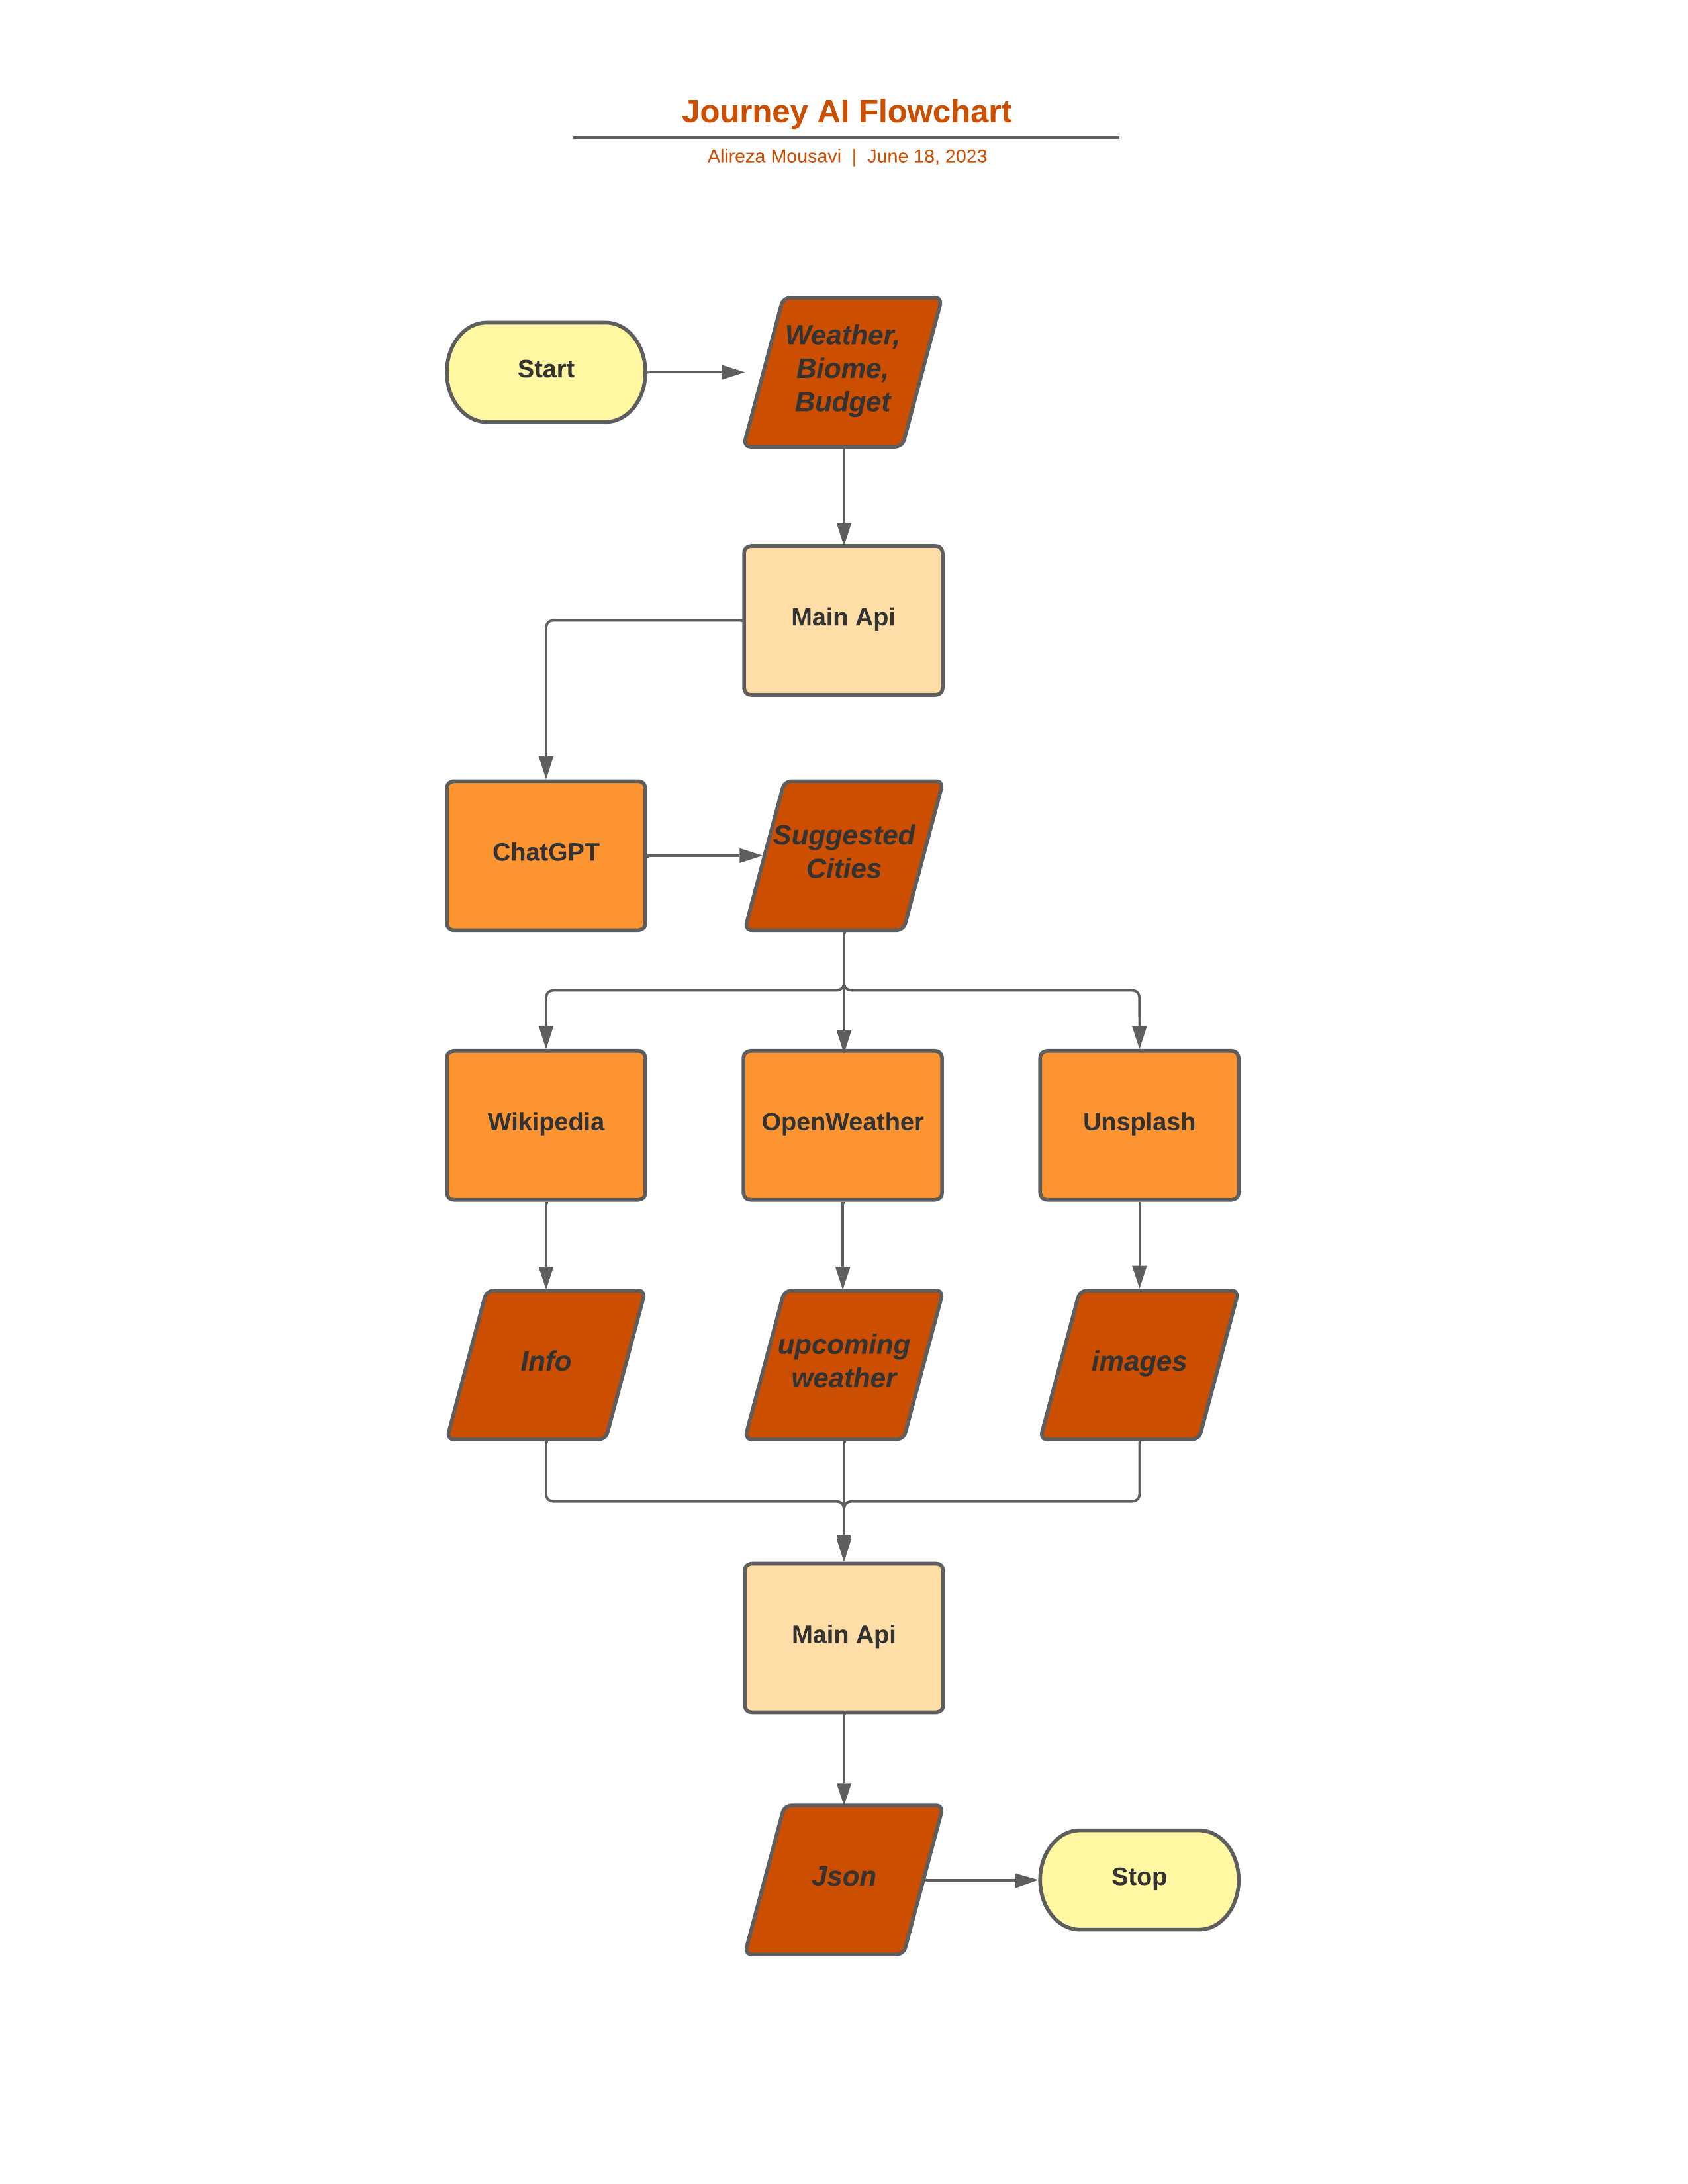 Journey AI Flowchart
Alireza Mousavi | June 18, 2023
Start
Weather,
Biome,
Budget
Main Api
ChatGPT
Suggested
Cities
Wikipedia
OpenWeather
Unsplash
Info
upcoming
weather
images
Main Api
Json
Stop